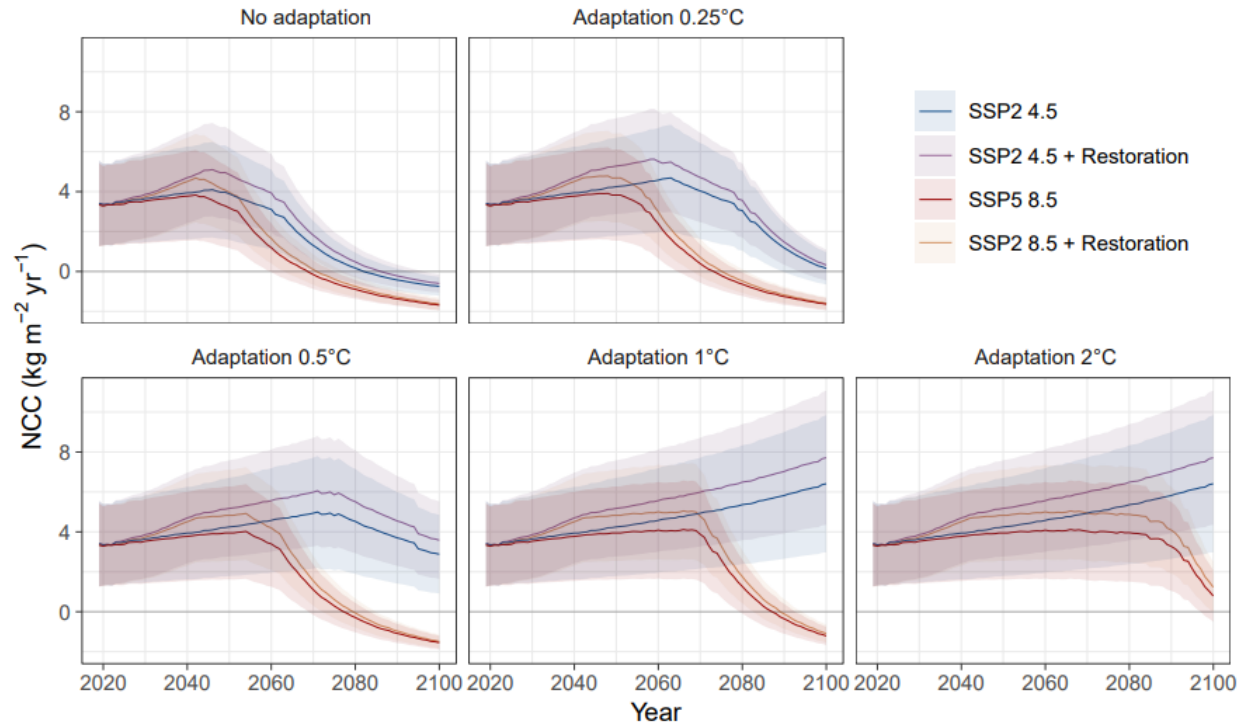 No adaptation
Adaptation 0.25°C
8
4
0
SSP2 4.5
SSP2 4.5 + Restoration
SSP5 8.5
SSP2 8.5 + Restoration
NCC (kg m⁻² yr⁻¹)
Adaptation 0.5°C
Adaptation 1°C
Adaptation 2°C
8
4
0
2020 2040 2060 2080 2100 2020 2040 2060 2080 2100 2020 2040 2060 2080 2100
Year